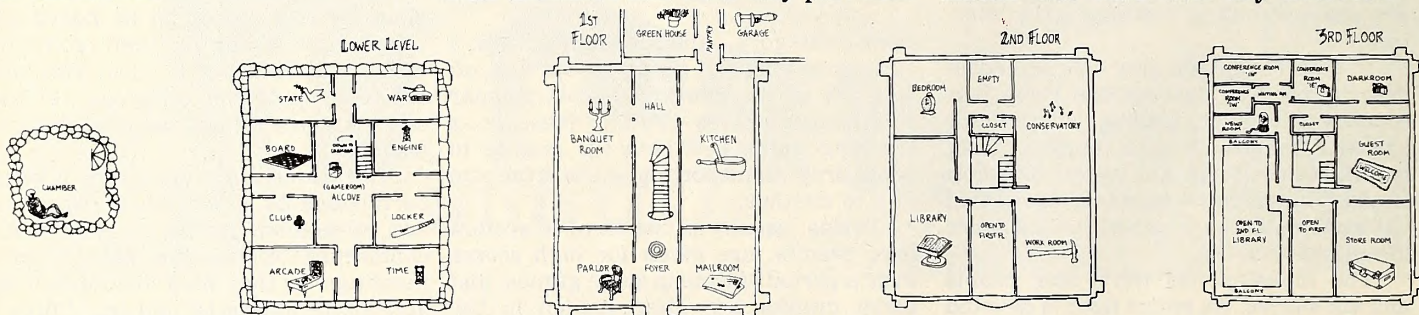 CHAMBER
LOWER LEVEL
STATE
WAR
BOARD
ENGINE
DOWN TO
CHAMBER
(GAMEROOM)
ALCOVE
CLUB
LOCKER
ARCADE
TIME
1ST
FLOOR
GREEN HOUSE
PANTRY
GARAGE
HALL
BANQUET
ROOM
KITCHEN
PARLOR
FOYER
MAILROOM
2ND FLOOR
BEDROOM
EMPTY
CLOSET
CONSERVATORY
LIBRARY
OPEN TO
FIRST FL.
WORK ROOM
3RD FLOOR
CONFERENCE ROOM
"N"
CONFERENCE
ROOM
"E"
DARKROOM
CONFERENCE
ROOM
"W"
WAITING RM
NEWS
ROOM
CLOSET
BALCONY
GUEST
ROOM
WELCOME
OPEN TO
2ND FL.
LIBRARY
OPEN
TO FIRST
STORE ROOM
BALCONY